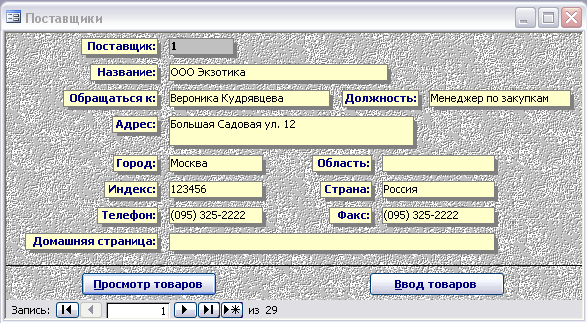 Поставщики
Поставщик: 1
Название: ООО Экзотика
Обращаться к: Вероника Кудрявцева Должность: Менеджер по закупкам
Адрес: Большая Садовая ул. 12
Город: Москва Область:
Индекс: 123456 Страна: Россия
Телефон: (095) 325-2222 Факс: (095) 325-2222
Домашняя страница:
Просмотр товаров Ввод товаров
Запись: 1 из 29